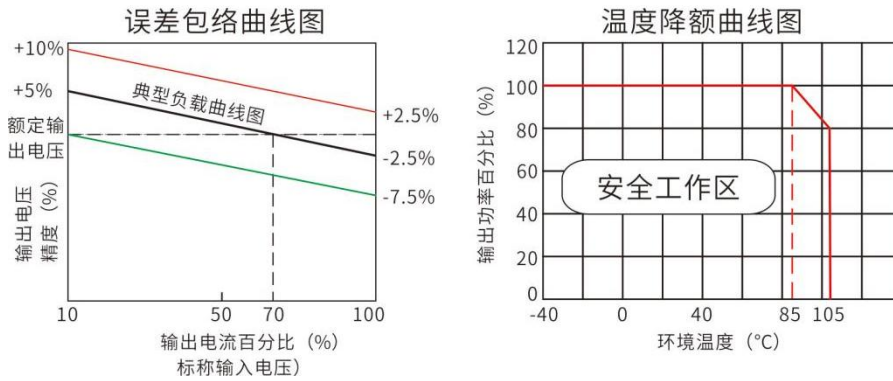 误差包络曲线图
+10%
+5%
额定输
出电压
输出电压
精度（%）
典型负载曲线图
+2.5%
-2.5%
-7.5%
10
50
70
100
输出电流百分比（%）
标称输入电压）
温度降额曲线图
输出功率百分比（%）
120
100
80
60
40
20
0
安全工作区
-40
0
40
85
105
环境温度（°C）